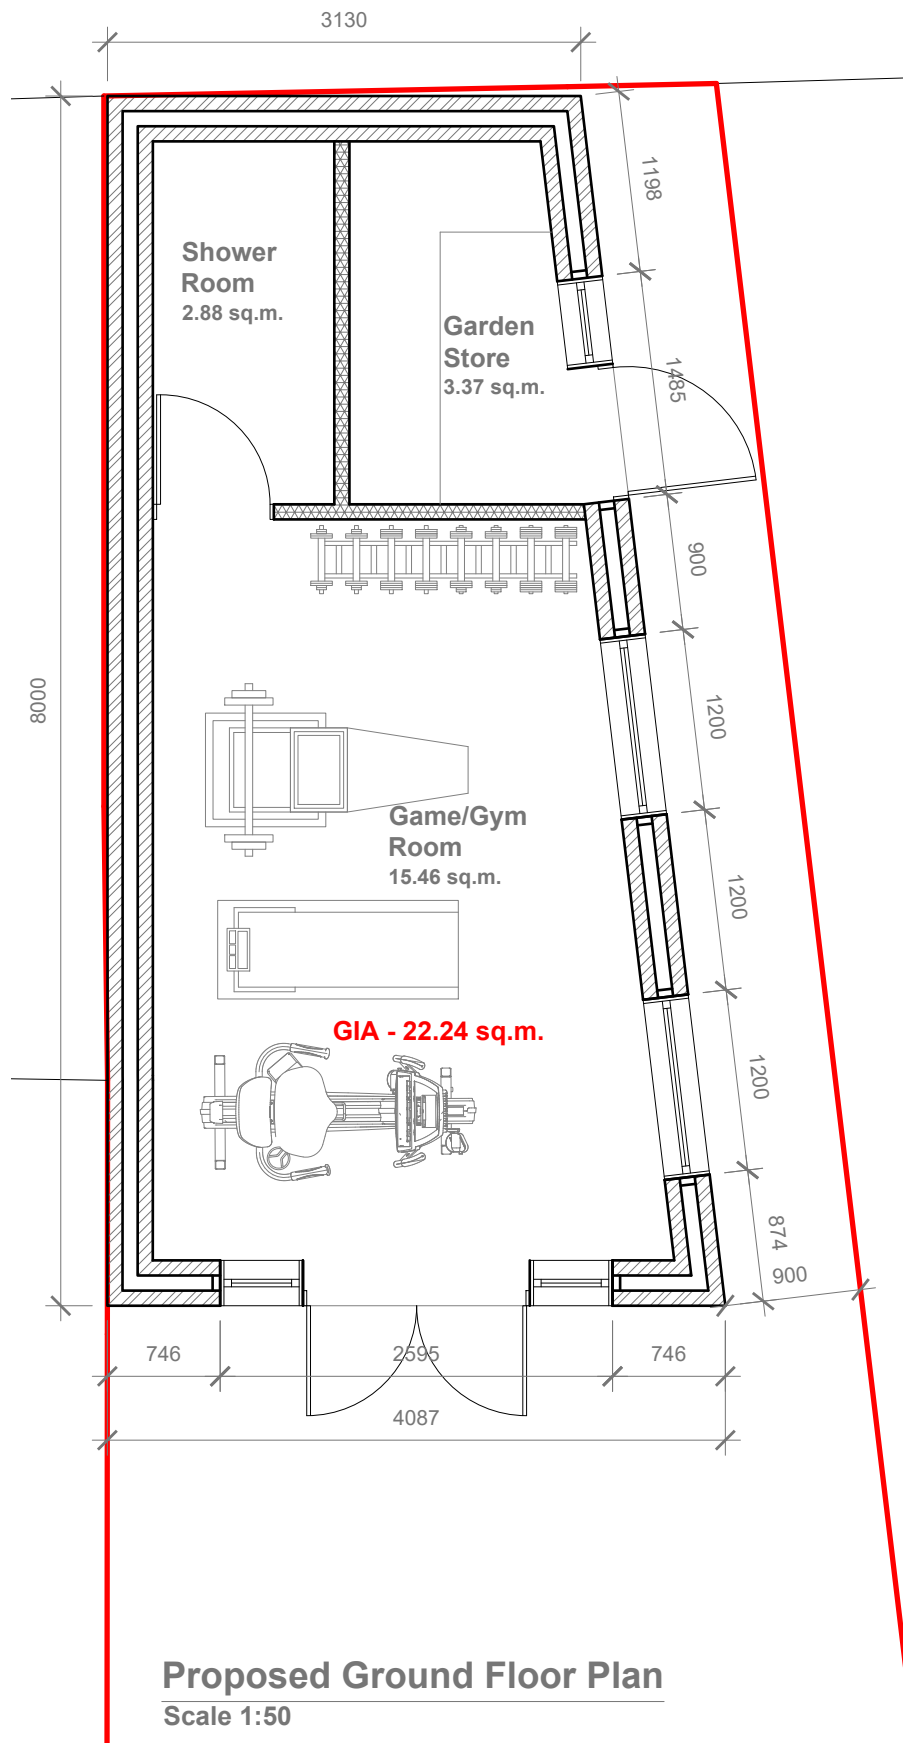 3130
1198
Shower
Room
2.88 sq.m.
Garden
Store
3.37 sq.m.
1485
900
8000
1200
Game/Gym
Room
15.46 sq.m.
1200
GIA - 22.24 sq.m.
1200
874
900
746
2595
746
4087
Proposed Ground Floor Plan
Scale 1:50